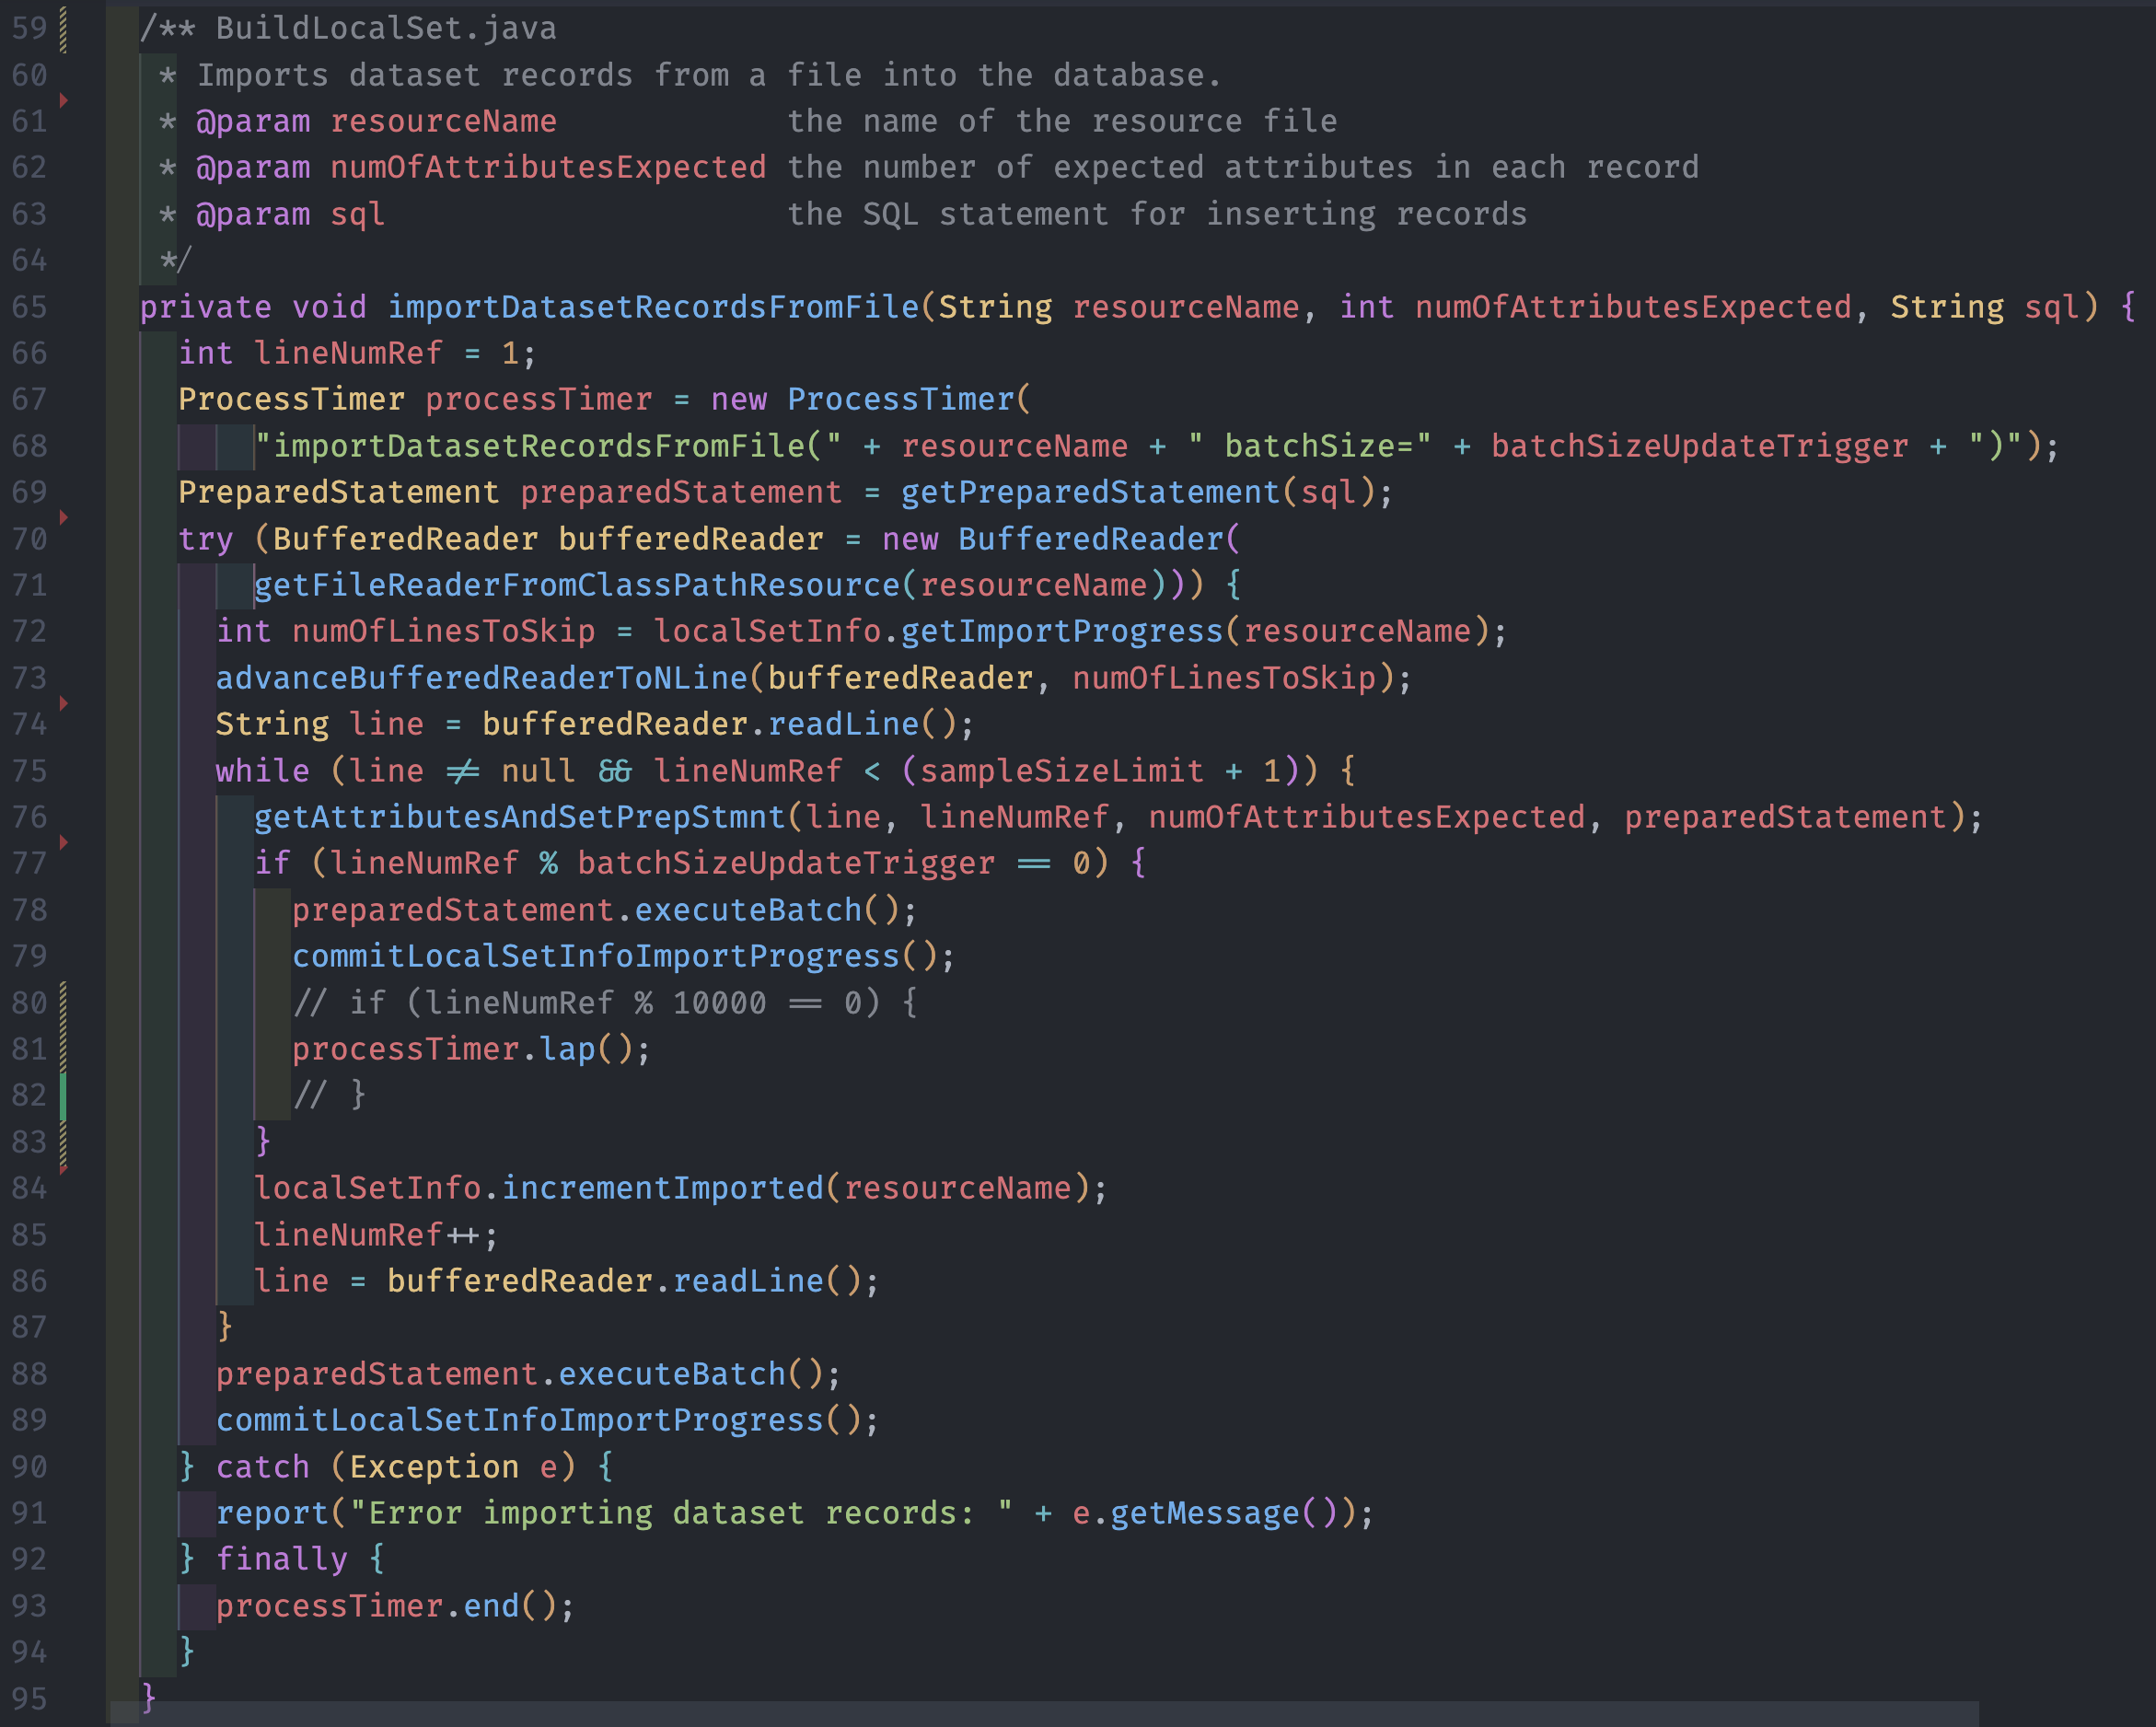 59 /** BuildLocalSet.java
60 * Imports dataset records from a file into the database.
61 * @param resourceName the name of the resource file
62 * @param numOfAttributesExpected the number of expected attributes in each record
63 * @param sql the SQL statement for inserting records
64 */
65 private void importDatasetRecordsFromFile(String resourceName, int numOfAttributesExpected, String sql) {
66 int lineNumRef = 1;
67 ProcessTimer processTimer = new ProcessTimer(
68 "importDatasetRecordsFromFile(" + resourceName + " batchSize=" + batchSizeUpdateTrigger + ")");
69 PreparedStatement preparedStatement = getPreparedStatement(sql);
70 try (BufferedReader bufferedReader = new BufferedReader(
71 getFileReaderFromClassPathResource(resourceName))) {
72 int numOfLinesToSkip = localSetInfo.getImportProgress(resourceName);
73 advanceBufferedReaderToNLine(bufferedReader, numOfLinesToSkip);
74 String line = bufferedReader.readLine();
75 while (line != null && lineNumRef < (sampleSizeLimit + 1)) {
76 getAttributesAndSetPrepStmnt(line, lineNumRef, numOfAttributesExpected, preparedStatement);
77 if (lineNumRef % batchSizeUpdateTrigger == 0) {
78 preparedStatement.executeBatch();
79 commitLocalSetInfoImportProgress();
80 // if (lineNumRef % 10000 == 0) {
81 processTimer.lap();
82 // }
83 }
84 localSetInfo.incrementImported(resourceName);
85 lineNumRef++;
86 line = bufferedReader.readLine();
87 }
88 preparedStatement.executeBatch();
89 commitLocalSetInfoImportProgress();
90 } catch (Exception e) {
91 report("Error importing dataset records: " + e.getMessage());
92 } finally {
93 processTimer.end();
94 }
95 }